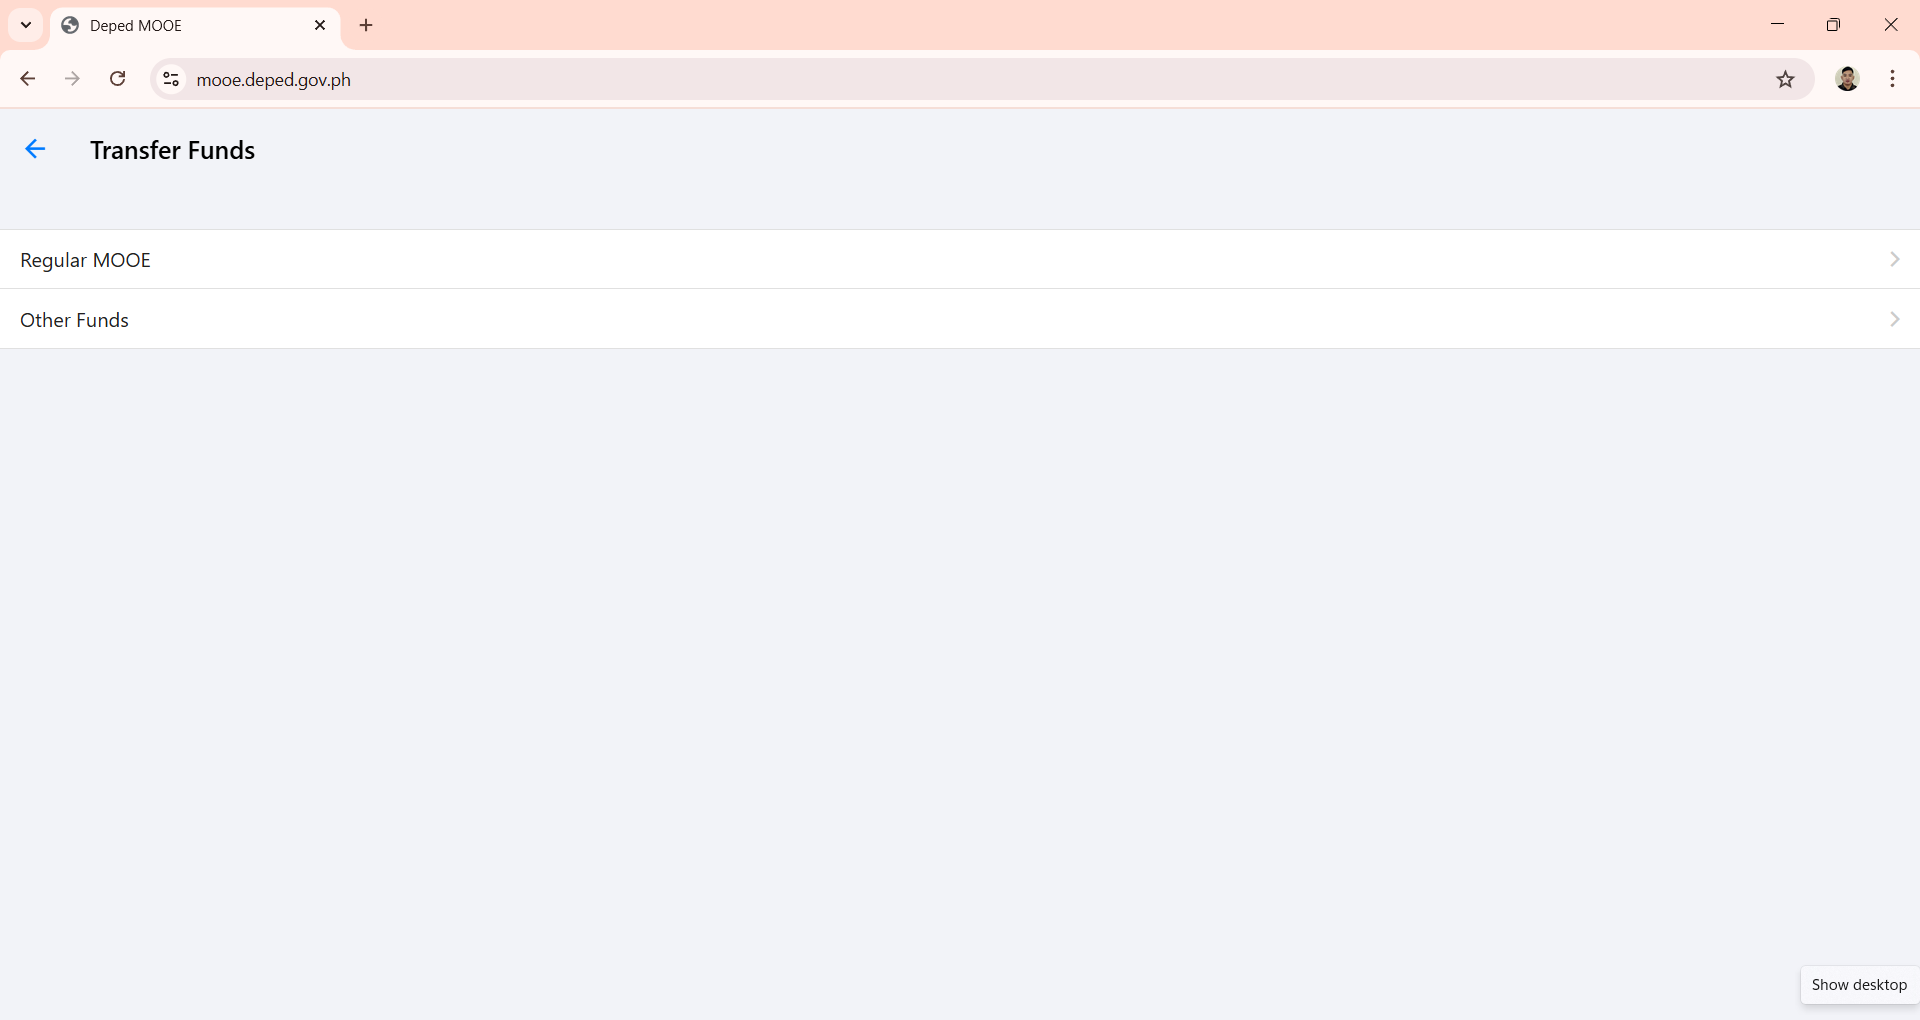 Deped MOOE
mooe.deped.gov.ph
Transfer Funds
Regular MOOE
Other Funds
Show desktop